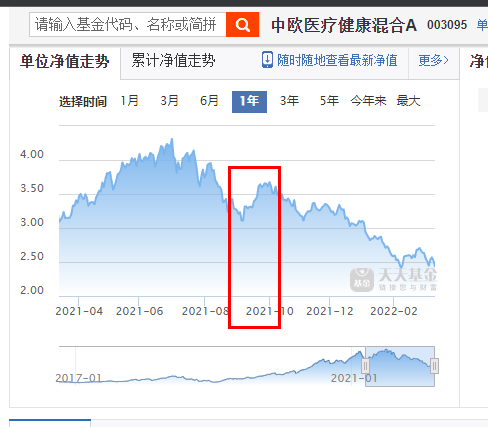 请输入基金代码、名称或简拼 中欧医疗健康混合A 003095 单
单位净值走势 累计净值走势 随时随地查看最新净值 更多> 净
选择时间 1月 3月 6月 1年 3年 5年 今年来 最大
4.00
3.50
3.00
2.50
2.00
天天基金
基金
2021-04 2021-06 2021-08 2021-10 2021-12 2022-02
2017-01 2021-01